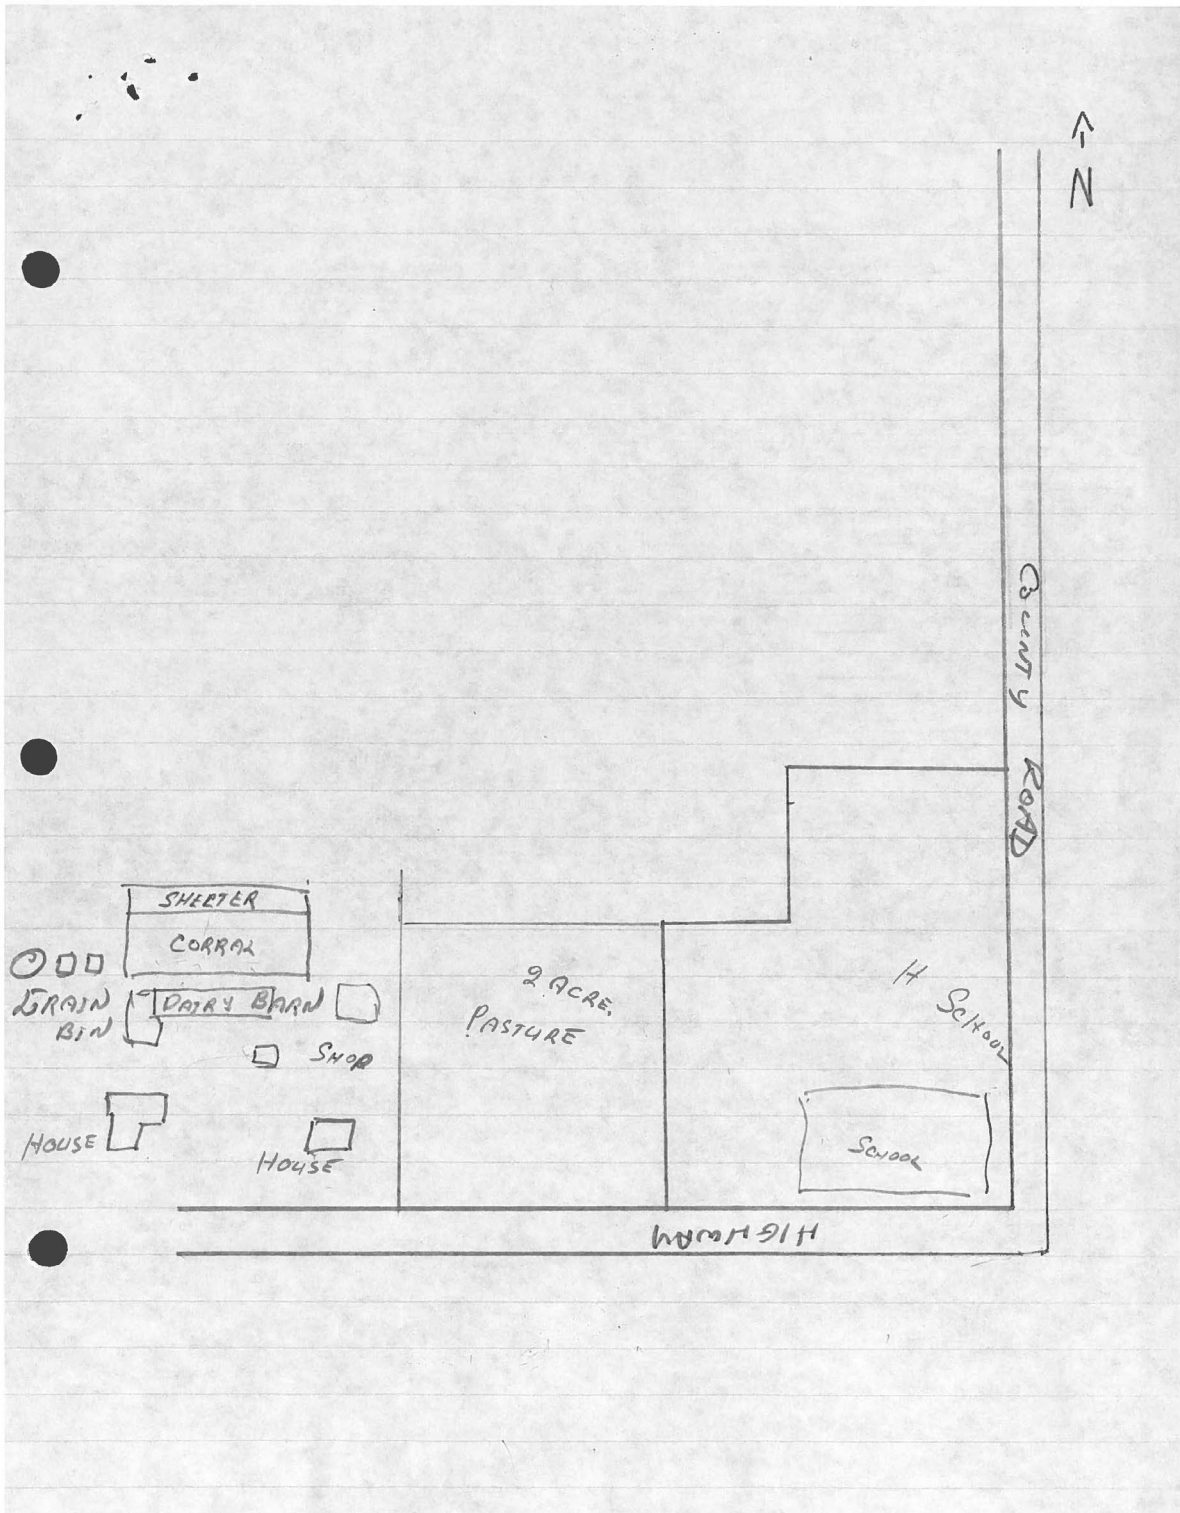 N
COUNTY ROAD
SHELTER
CORRAL
GRAIN
BIN
DAIRY BARN
SHOP
2 ACRE.
PASTURE
H SCHOOL
HOUSE
HOUSE
SCHOOL
HIGHWAY